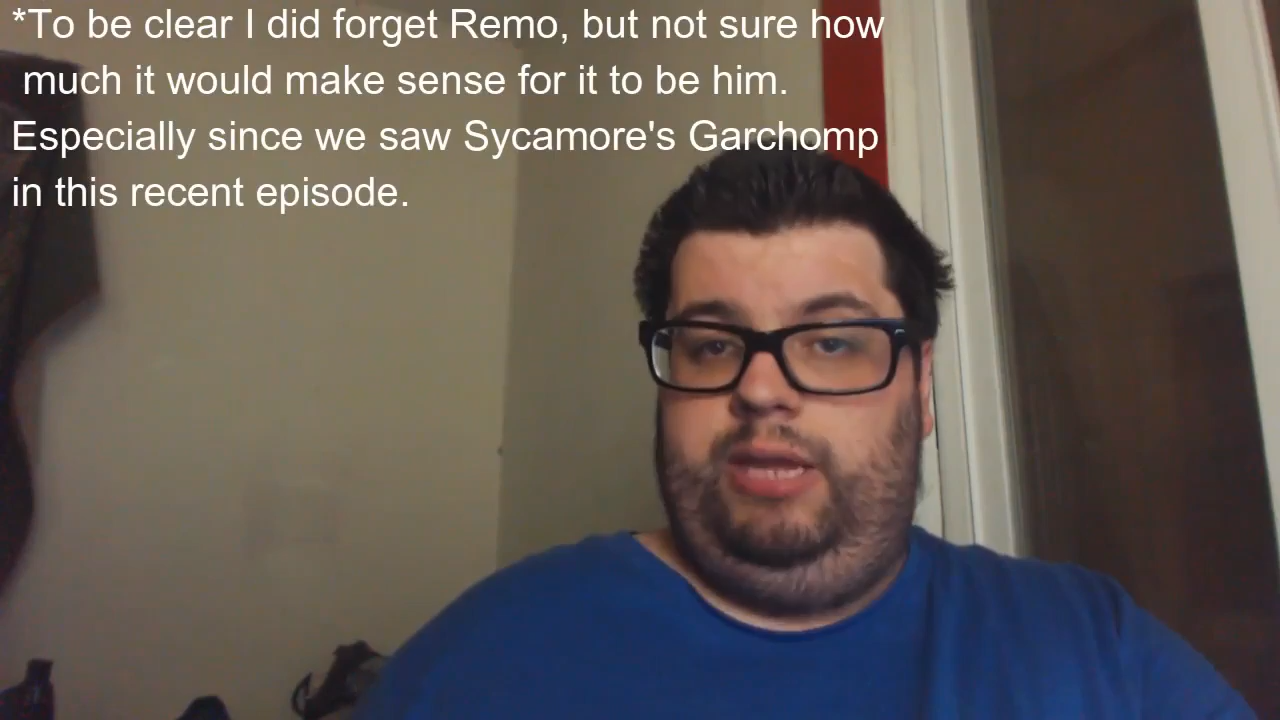 *To be clear I did forget Remo, but not sure how
much it would make sense for it to be him.
Especially since we saw Sycamore's Garchomp
in this recent episode.